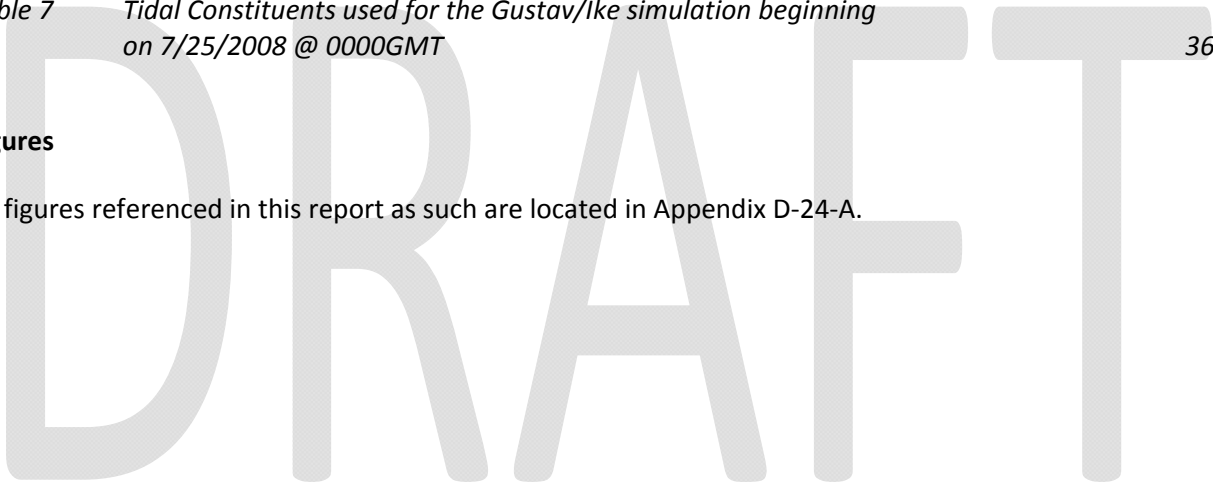 ble 7 Tidal Constituents used for the Gustav/Ike simulation beginning
on 7/25/2008 @ 0000GMT 36
gures
figures referenced in this report as such are located in Appendix D-24-A.
DRAFT